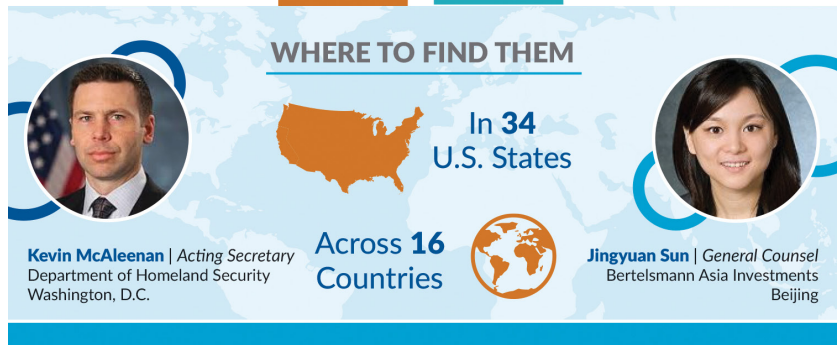 WHERE TO FIND THEM
In 34
U.S. States
Across 16
Countries
Kevin McAleenan | Acting Secretary
Department of Homeland Security
Washington, D.C.
Jingyuan Sun | General Counsel
Bertelsmann Asia Investments
Beijing